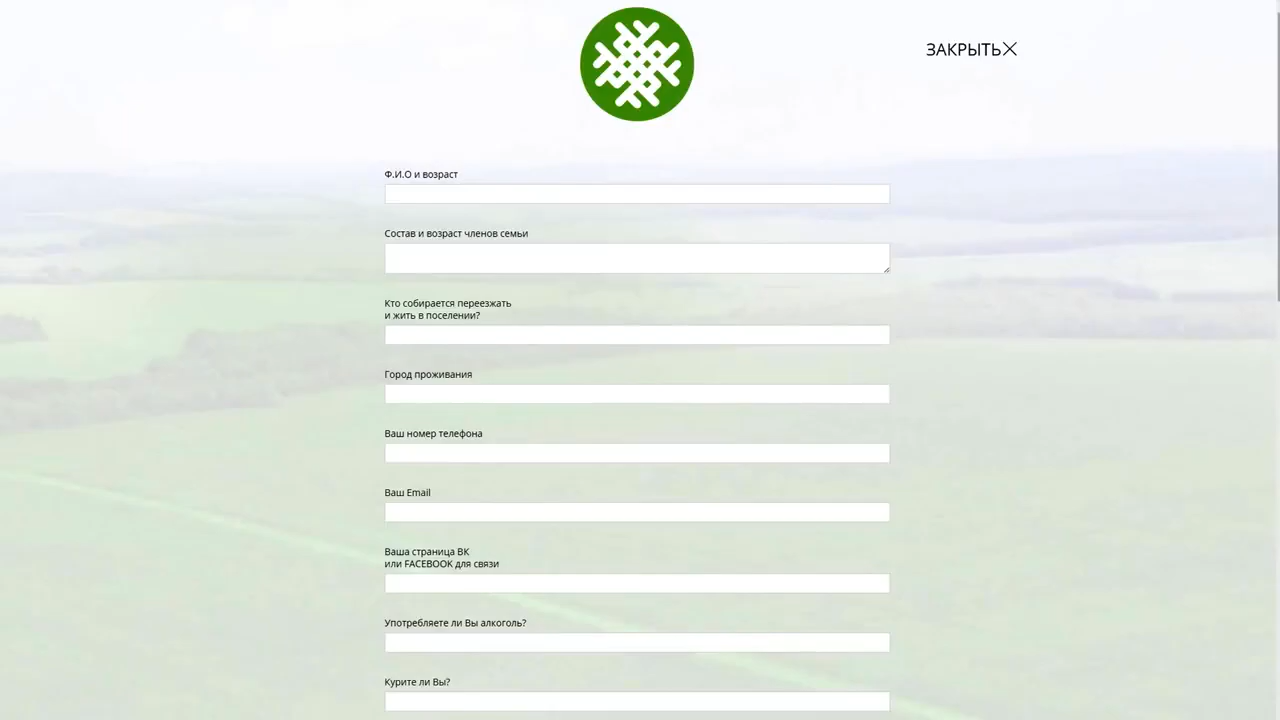 ЗАКРЫТЬ
Ф.И.О и возраст
Состав и возраст членов семьи
Кто собирается переезжать
и жить в поселении?
Город проживания
Ваш номер телефона
Ваш Email
Ваша страница ВК
или FACEBOOK для связи
Употребляете ли Вы алкоголь?
Курите ли Вы?